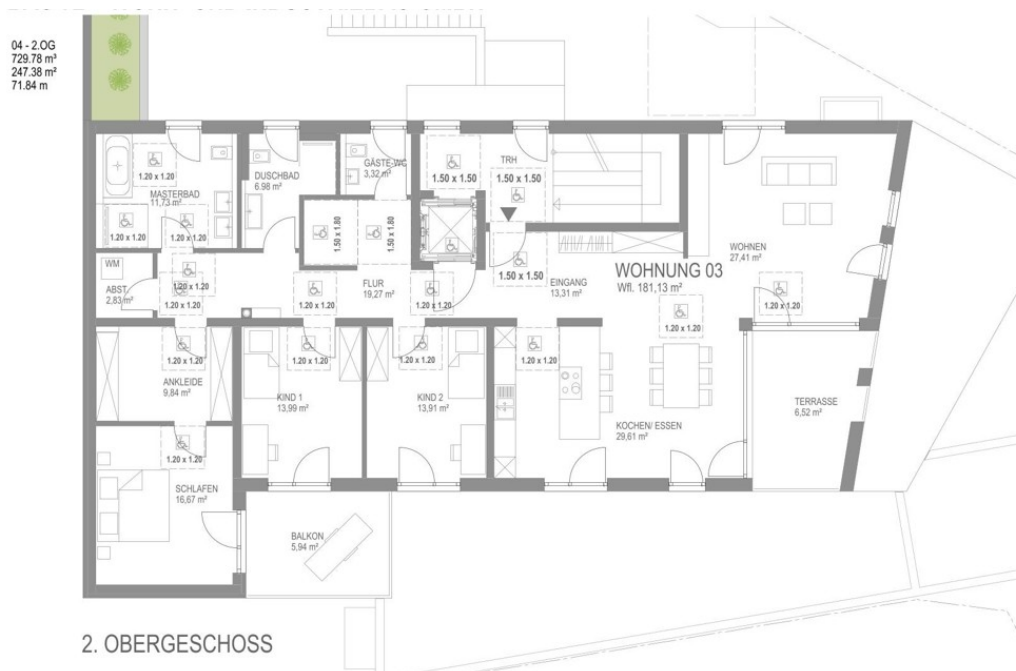 04 - 2.OG
729.78 m³
247.38 m²
71.84 m
MASTERBAD
11,73 m²
1.20 x 1.20
1.20 x 1.20
1.20 x 1.20
DUSCHBAD
6.98 m²
GÄSTE-WC
3,32 m²
1.50 x 1.80
1.50 x 1.80
TRH
1.50 x 1.50
1.50 x 1.50
WOHNEN
27,41 m²
1.20 x 1.20
WM
ABST.
2,83 m²
1.20 x 1.20
1.20 x 1.20
FLUR
19,27 m²
1.20 x 1.20
1.20 x 1.20
1.50 x 1.50
EINGANG
13,31 m²
WOHNUNG 03
Wfl. 181,13 m²
1.20 x 1.20
ANKLEIDE
9,84 m²
1.20 x 1.20
KIND 1
13,99 m²
1.20 x 1.20
KIND 2
13,91 m²
1.20 x 1.20
1.20 x 1.20
KOCHEN/ ESSEN
29,61 m²
TERRASSE
6,52 m²
1.20 x 1.20
SCHLAFEN
16,67 m²
BALKON
5,94 m²
2. OBERGESCHOSS